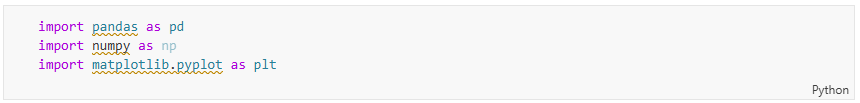 import pandas as pd
import numpy as np
import matplotlib.pyplot as plt
Python